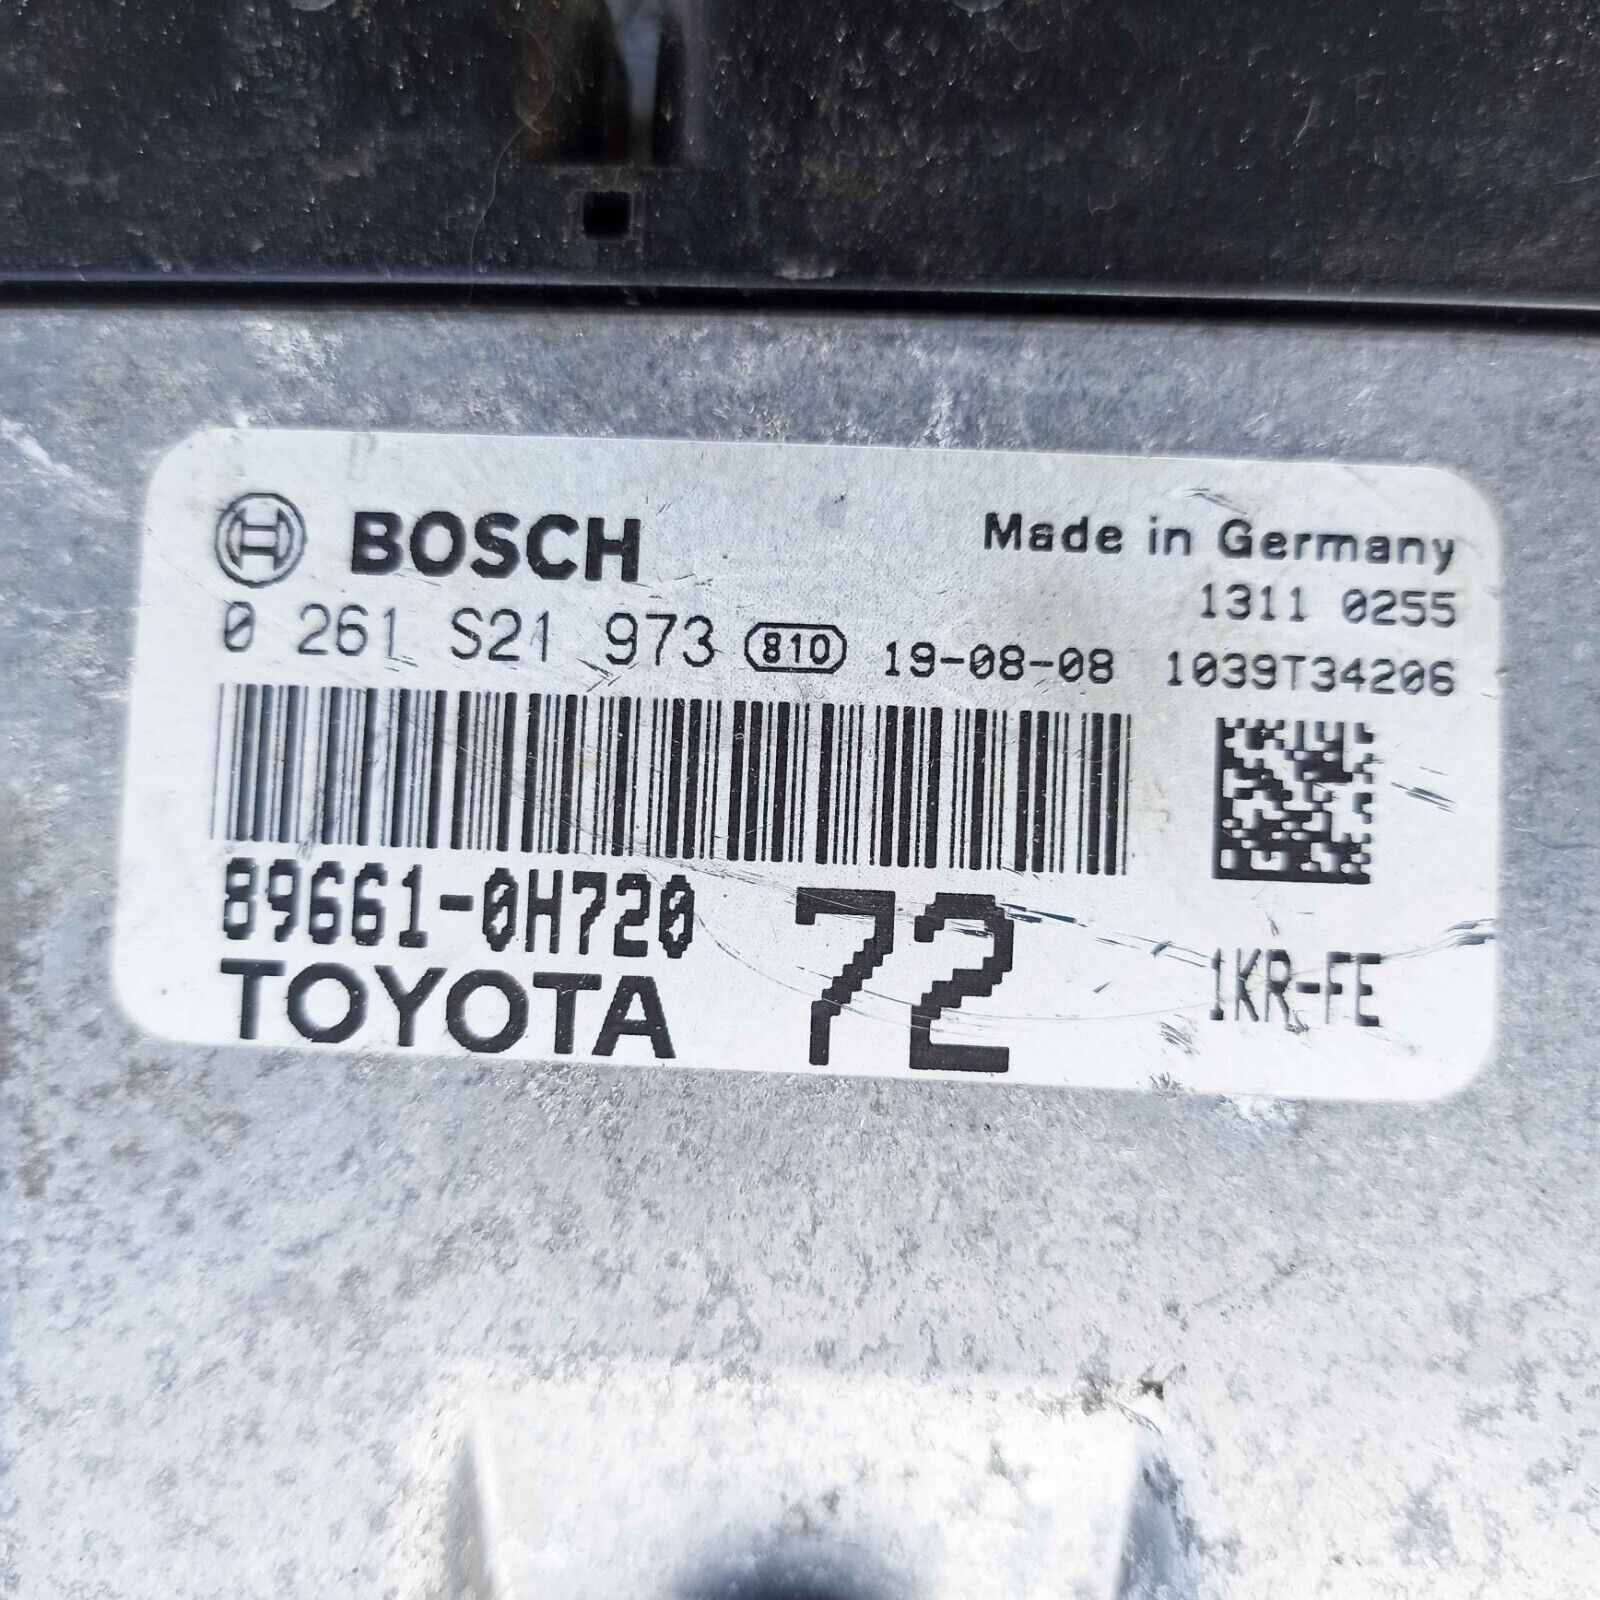 BOSCH
Made in Germany
1311 0255
0 261 S21 973 810 19-08-08 1039T34206
89661-0H720
TOYOTA
72
1KR-FE